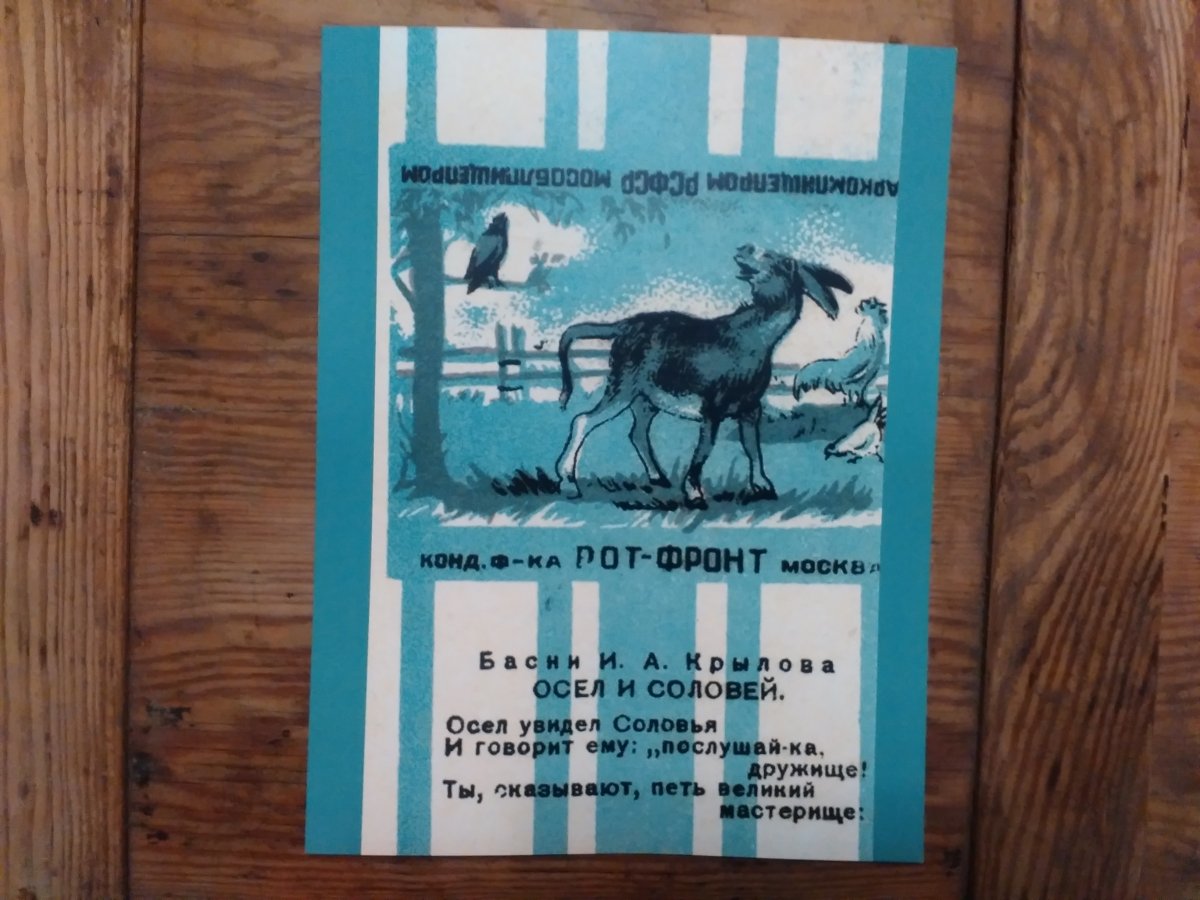 АРКОМПИЩЕПРОМ РСФСР МОСОБЛПИЩЕПРОМ
КОНД. Ф-КА РОТ-ФРОНТ МОСКВА
Басни И. А. Крылова
ОСЕЛ И СОЛОВЕЙ.
Осел увидел Соловья
И говорит ему: „послушай-ка,
дружище!
Ты, сказывают, петь великий
мастерище: